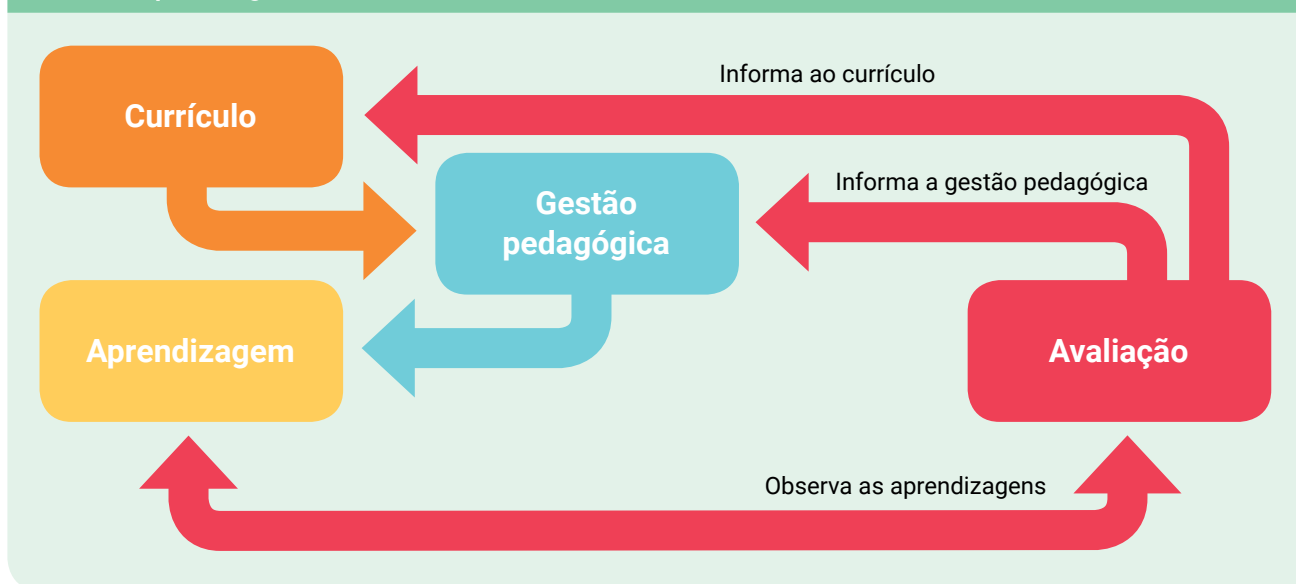 Informa ao currículo
Currículo
Informa a gestão pedagógica
Gestão
pedagógica
Aprendizagem
Avaliação
Observa as aprendizagens